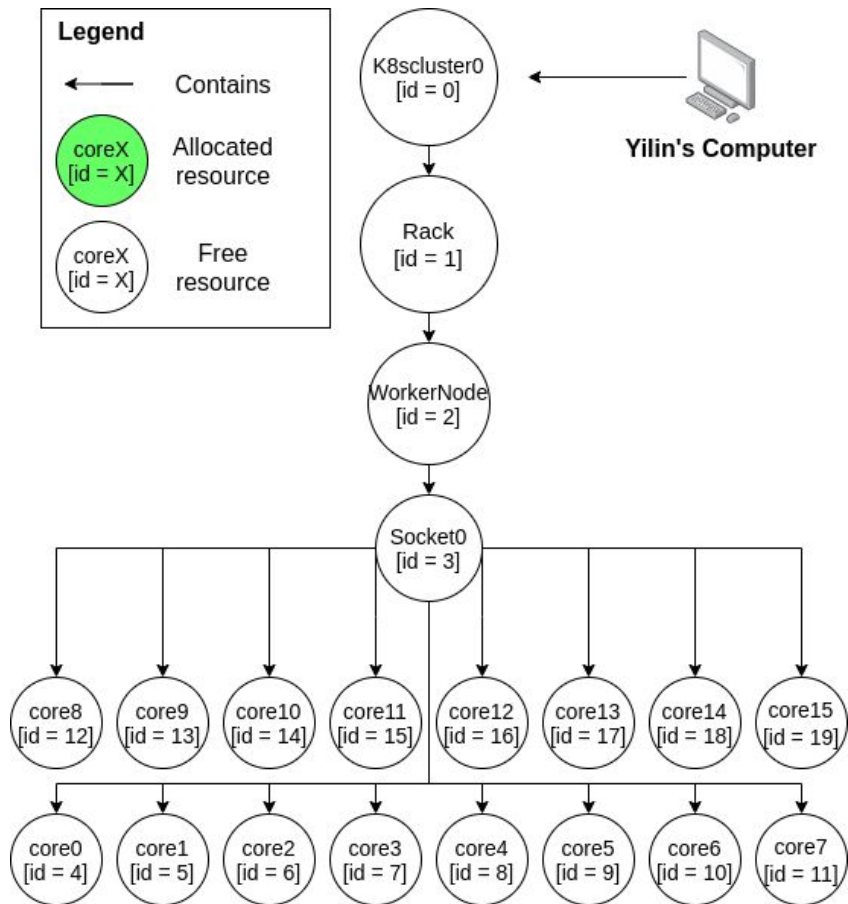 Legend
Contains
coreX
[id = X]
Allocated
resource
coreX
[id = X]
Free
resource
K8scluster0
[id = 0]
Yilin's Computer
Rack
[id = 1]
WorkerNode
[id = 2]
Socket0
[id = 3]
core8
[id = 12]
core9
[id = 13]
core10
[id = 14]
core11
[id = 15]
core12
[id = 16]
core13
[id = 17]
core14
[id = 18]
core15
[id = 19]
core0
[id = 4]
core1
[id = 5]
core2
[id = 6]
core3
[id = 7]
core4
[id = 8]
core5
[id = 9]
core6
[id = 10]
core7
[id = 11]